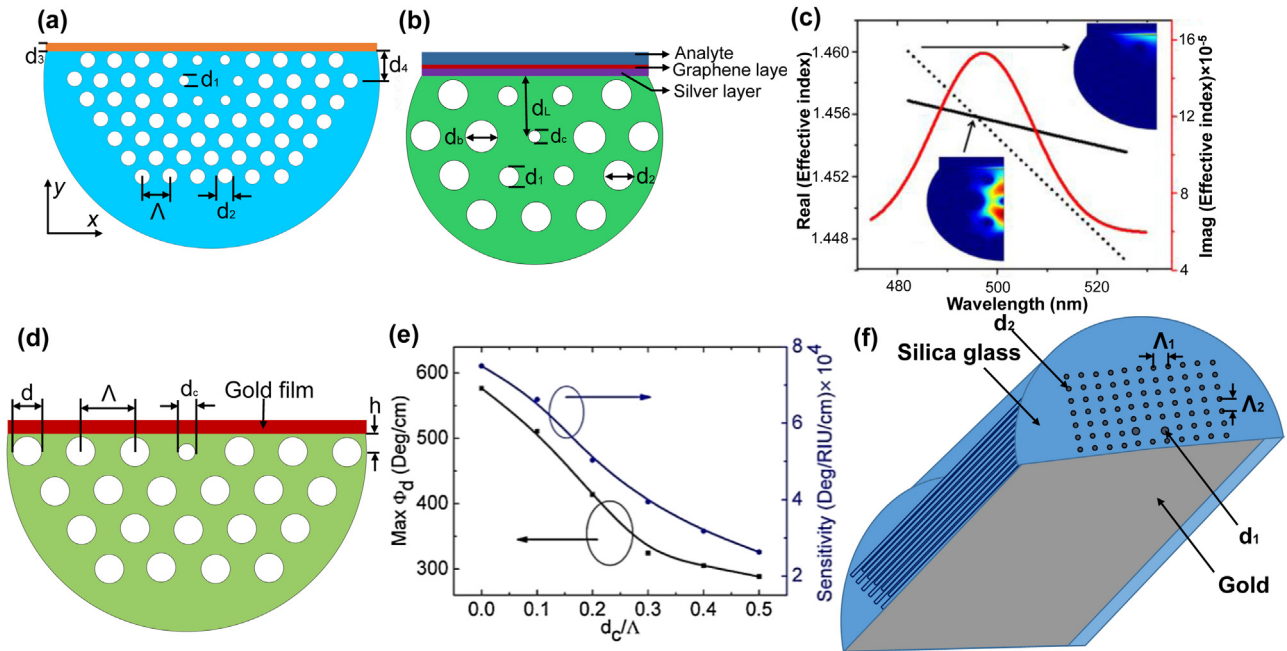 (a)
d3
d4
d1
Λ
d2
y
x
(b)
Analyte
Graphene laye
Silver layer
dL
db
dc
d1
d2
(c)
Real (Effective index)
1.460
1.456
1.452
1.448
480
500
520
Wavelength (nm)
16
12
8
4
Imag (Effective index)×10⁻⁵
(d)
d
Λ
dc
Gold film
h
(e)
Max Φd (Deg/cm)
600
500
400
300
0.0
0.1
0.2
0.3
0.4
0.5
dc/Λ
8
6
4
2
Sensitivity (Deg/RIU/cm)× 10⁴
(f)
d2
Silica glass
Λ1
Λ2
d1
Gold